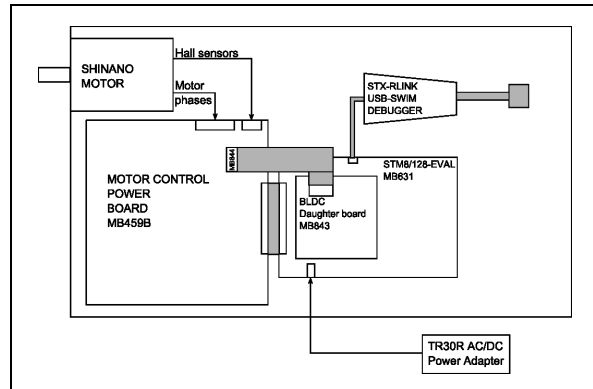 Hall sensors
SHINANO
MOTOR
Motor
phases
STX-RLINK
USB-SWIM
DEBUGGER
MB844
STM8/128-EVAL
MB631
MOTOR CONTROL
POWER
BOARD
MB459B
BLDC
Daughter board
MB843
TR30R AC/DC
Power Adapter